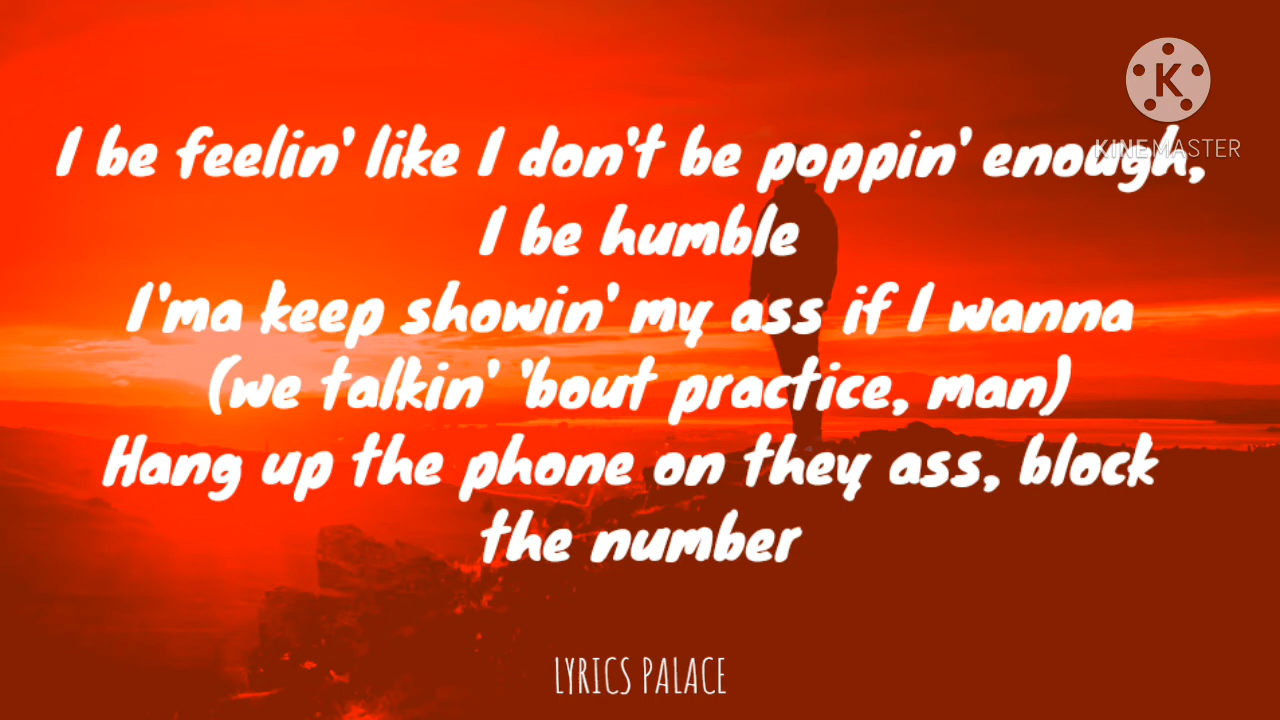 K
KINEMASTER
I be feelin' like I don't be poppin' enough,
I be humble
I'ma keep showin' my ass if I wanna
(we talkin' 'bout practice, man)
Hang up the phone on they ass, block
the number
LYRICS PALACE